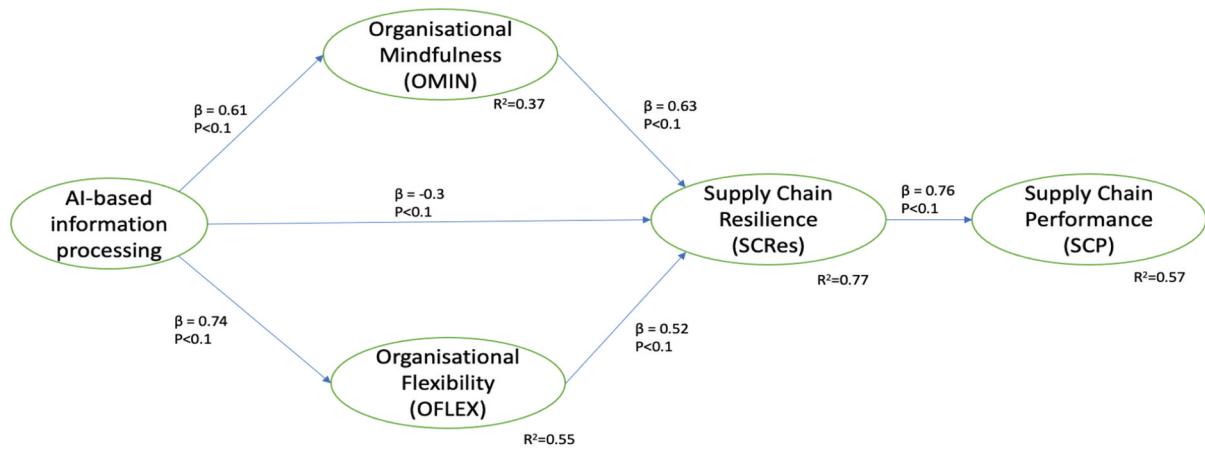 Organisational
Mindfulness
(OMIN)
R²=0.37
β = 0.61
P<0.1
β = 0.63
P<0.1
AI-based
information
processing
β = -0.3
P<0.1
Supply Chain
Resilience
(SCRes)
R²=0.77
β = 0.76
P<0.1
Supply Chain
Performance
(SCP)
R²=0.57
β = 0.74
P<0.1
β = 0.52
P<0.1
Organisational
Flexibility
(OFLEX)
R²=0.55